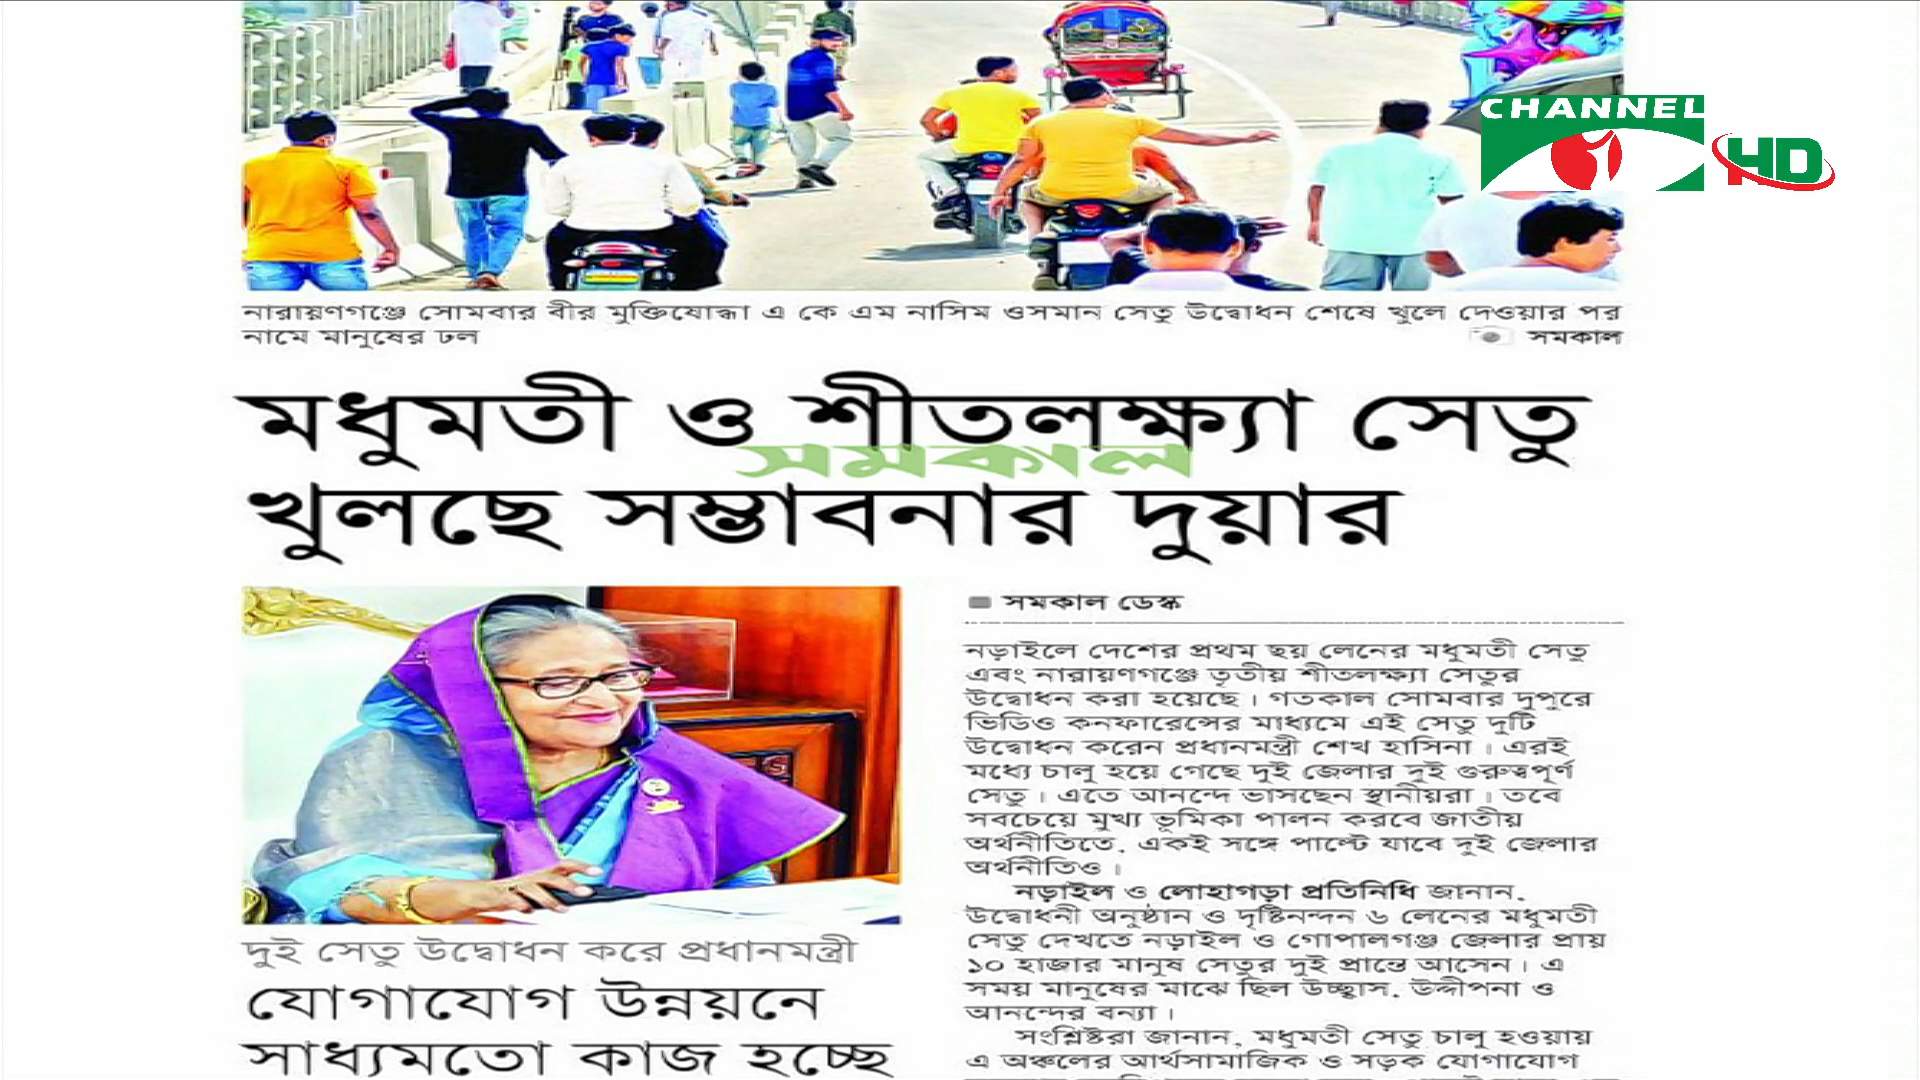 CHANNEL
i
HD
নারায়ণগঞ্জে সোমবার বীর মুক্তিযোদ্ধা এ কে এম নাসিম ওসমান সেতু উদ্বোধন শেষে খুলে দেওয়ার পর
নামে মানুষের ঢল
সমকাল
মধুমতী ও শীতলক্ষ্যা সেতু
সমকাল
খুলছে সম্ভাবনার দুয়ার
দুই সেতু উদ্বোধন করে প্রধানমন্ত্রী
যোগাযোগ উন্নয়নে
সাধ্যমতো কাজ হচ্ছে
সমকাল ডেস্ক
নড়াইলে দেশের প্রথম ছয় লেনের মধুমতী সেতু
এবং নারায়ণগঞ্জে তৃতীয় শীতলক্ষ্যা সেতুর
উদ্বোধন করা হয়েছে। গতকাল সোমবার দুপুরে
ভিডিও কনফারেন্সের মাধ্যমে এই সেতু দুটি
উদ্বোধন করেন প্রধানমন্ত্রী শেখ হাসিনা। এরই
মধ্যে চালু হয়ে গেছে দুই জেলার দুই গুরুত্বপূর্ণ
সেতু। এতে আনন্দে ভাসছেন স্থানীয়রা। তবে
সবচেয়ে মুখ্য ভূমিকা পালন করবে জাতীয়
অর্থনীতিতে, একই সঙ্গে পাল্টে যাবে দুই জেলার
অর্থনীতিও।
নড়াইল ও লোহাগড়া প্রতিনিধি জানান,
উদ্বোধনী অনুষ্ঠান ও দৃষ্টিনন্দন ৬ লেনের মধুমতী
সেতু দেখতে নড়াইল ও গোপালগঞ্জ জেলার প্রায়
১০ হাজার মানুষ সেতুর দুই প্রান্তে আসেন। এ
সময় মানুষের মাঝে ছিল উচ্ছ্বাস, উদ্দীপনা ও
আনন্দের বন্যা।
সংশ্লিষ্টরা জানান, মধুমতী সেতু চালু হওয়ায়
এ অঞ্চলের আর্থসামাজিক ও সড়ক যোগাযোগ